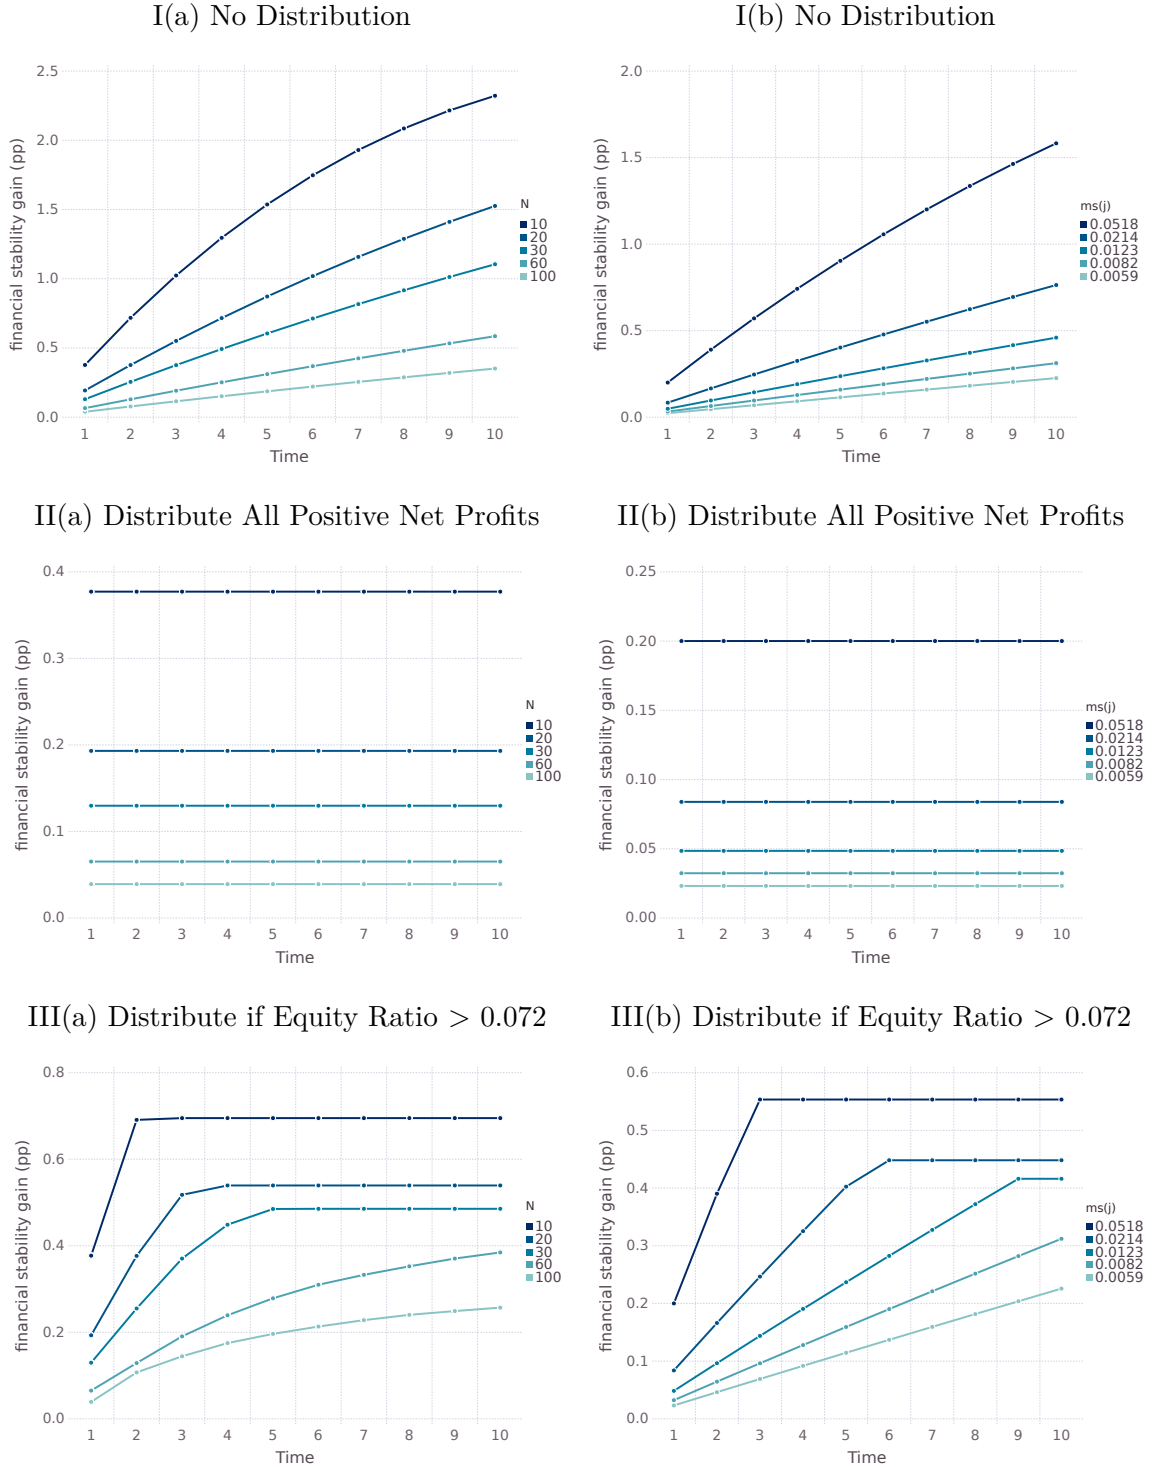 I(a) No Distribution
I(b) No Distribution
financial stability gain (pp)
2.5
2.0
1.5
1.0
0.5
0.0
1 2 3 4 5 6 7 8 9 10
Time
N
10
20
30
60
100
financial stability gain (pp)
2.0
1.5
1.0
0.5
0.0
1 2 3 4 5 6 7 8 9 10
Time
ms(j)
0.0518
0.0214
0.0123
0.0082
0.0059
II(a) Distribute All Positive Net Profits
II(b) Distribute All Positive Net Profits
financial stability gain (pp)
0.4
0.3
0.2
0.1
0.0
1 2 3 4 5 6 7 8 9 10
Time
N
10
20
30
60
100
financial stability gain (pp)
0.25
0.20
0.15
0.10
0.05
0.00
1 2 3 4 5 6 7 8 9 10
Time
ms(j)
0.0518
0.0214
0.0123
0.0082
0.0059
III(a) Distribute if Equity Ratio > 0.072
III(b) Distribute if Equity Ratio > 0.072
financial stability gain (pp)
0.8
0.6
0.4
0.2
0.0
1 2 3 4 5 6 7 8 9 10
Time
N
10
20
30
60
100
financial stability gain (pp)
0.6
0.5
0.4
0.3
0.2
0.1
0.0
1 2 3 4 5 6 7 8 9 10
Time
ms(j)
0.0518
0.0214
0.0123
0.0082
0.0059